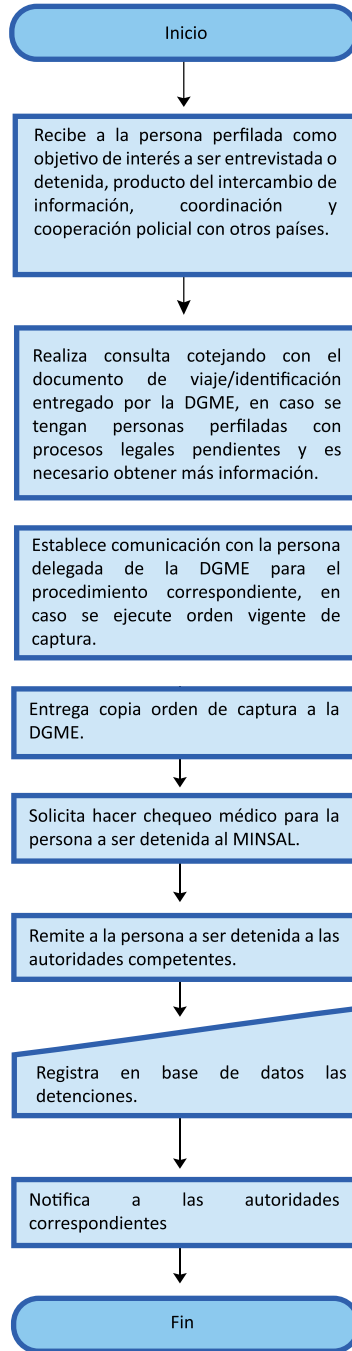 Inicio
Recibe a la persona perfilada como
objetivo de interés a ser entrevistada o
detenida, producto del intercambio de
información, coordinación y
cooperación policial con otros países.
Realiza consulta cotejando con el
documento de viaje/identificación
entregado por la DGME, en caso se
tengan personas perfiladas con
procesos legales pendientes y es
necesario obtener más información.
Establece comunicación con la persona
delegada de la DGME para el
procedimiento correspondiente, en
caso se ejecute orden vigente de
captura.
Entrega copia orden de captura a la
DGME.
Solicita hacer chequeo médico para la
persona a ser detenida al MINSAL.
Remite a la persona a ser detenida a las
autoridades competentes.
Registra en base de datos las
detenciones.
Notifica a las autoridades
correspondientes
Fin